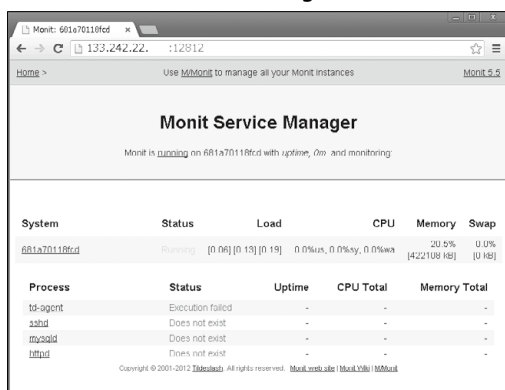 Monit: 681a70118fcd
133.242.22. :12812
Home > Use M/Monit to manage all your Monit instances Monit 5.5
Monit Service Manager
Monit is running on 681a70118fcd with uptime, 0m and monitoring:
System Status Load CPU Memory Swap
681a70118fcd Running [0.06] [0.13] [0.19] 0.0%us, 0.0%sy, 0.0%wa 20.5% [422108 kB] 0.0% [0 kB]
Process Status Uptime CPU Total Memory Total
td-agent Execution failed - - -
sshd Does not exist - - -
mysqld Does not exist - - -
httpd Does not exist - - -
Copyright © 2001-2012 Tildeslash. All rights reserved. Monit web site | Monit Wiki | M/Monit